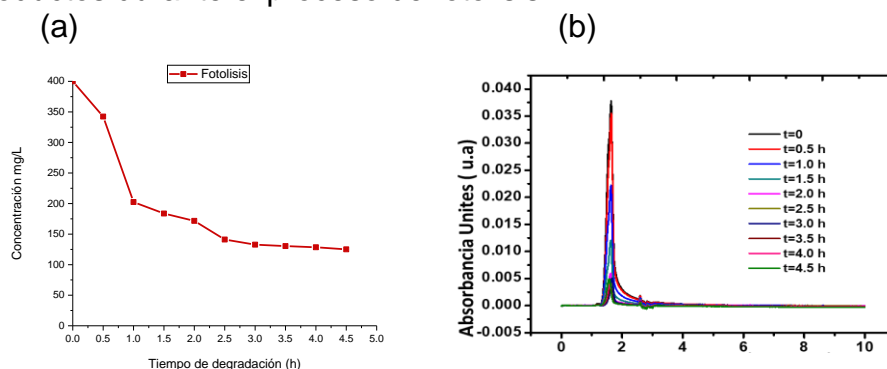 (a)
(b)
Fotolisis
Concentración mg/L
400
350
300
250
200
150
100
50
0
0.0 0.5 1.0 1.5 2.0 2.5 3.0 3.5 4.0 4.5 5.0
Tiempo de degradación (h)
Absorbancia Unites ( u.a)
0.040
0.035
0.030
0.025
0.020
0.015
0.010
0.005
0.000
-0.005
t=0
t=0.5 h
t=1.0 h
t=1.5 h
t=2.0 h
t=2.5 h
t=3.0 h
t=3.5 h
t=4.0 h
t=4.5 h
0 2 4 6 8 10